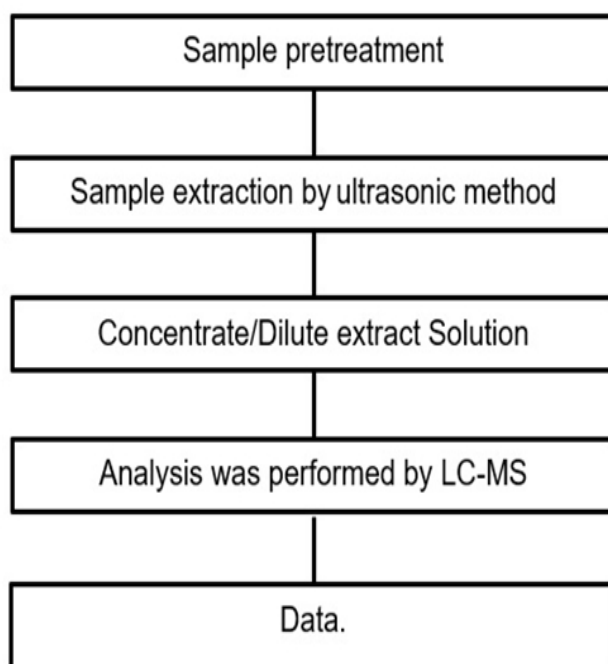 Sample pretreatment
Sample extraction by ultrasonic method
Concentrate/Dilute extract Solution
Analysis was performed by LC-MS
Data.